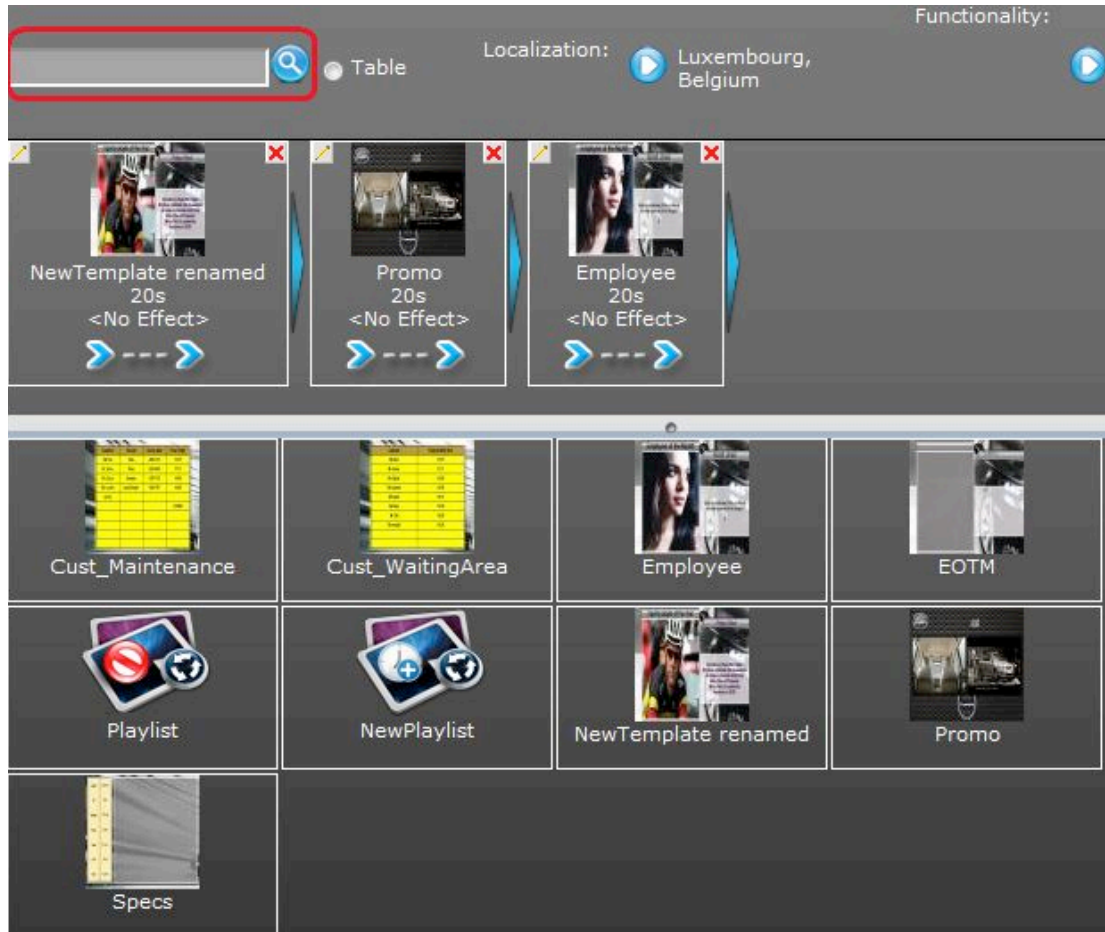 Functionality:
Table
Localization:
Luxembourg,
Belgium
NewTemplate renamed
20s
<No Effect>
Promo
20s
<No Effect>
Employee
20s
<No Effect>
Cust_Maintenance
Cust_WaitingArea
Employee
EOTM
Playlist
NewPlaylist
NewTemplate renamed
Promo
Specs